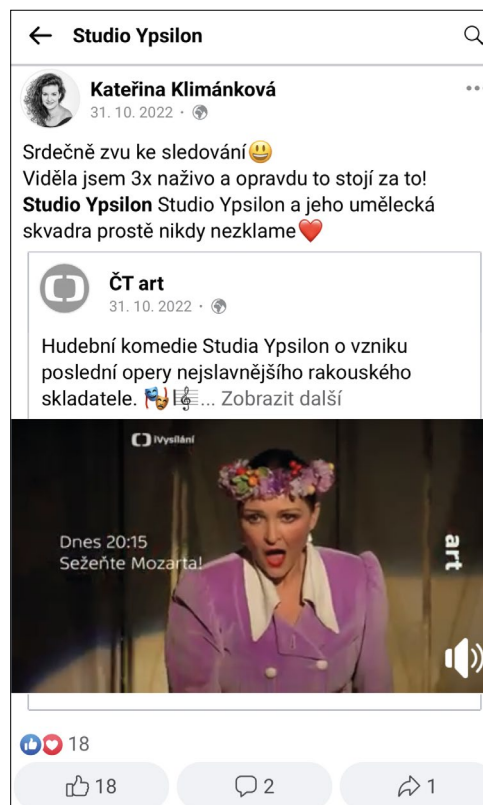 Studio Ypsilon
Kateřina Klimánková
31. 10. 2022 ·
Srdečně zvu ke sledování😃
Viděla jsem 3x naživo a opravdu to stojí za to!
Studio Ypsilon Studio Ypsilon a jeho umělecká
skvadra prostě nikdy nezklame❤️
ČT art
31. 10. 2022 ·
Hudební komedie Studia Ypsilon o vzniku
poslední opery nejslavnějšího rakouského
skladatele. 🎭🎼... Zobrazit další
iVysílání
Dnes 20:15
Sežeňte Mozarta!
art
18
18
2
1